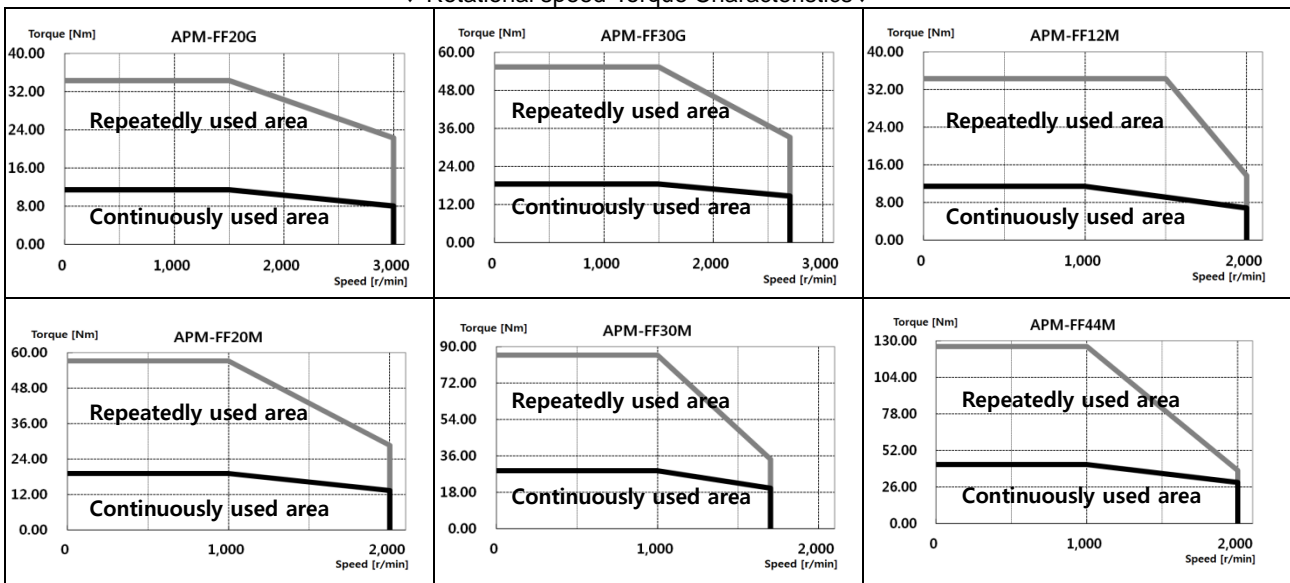 Rotational speed-Torque Characteristics
Torque [Nm]
APM-FF20G
40.00
32.00
24.00
16.00
8.00
0.00
Repeatedly used area
Continuously used area
0 1,000 2,000 3,000
Speed [r/min]
Torque [Nm]
APM-FF30G
60.00
48.00
36.00
24.00
12.00
0.00
Repeatedly used area
Continuously used area
0 1,000 2,000 3,000
Speed [r/min]
Torque [Nm]
APM-FF12M
40.00
32.00
24.00
16.00
8.00
0.00
Repeatedly used area
Continuously used area
0 1,000 2,000
Speed [r/min]
Torque [Nm]
APM-FF20M
60.00
48.00
36.00
24.00
12.00
0.00
Repeatedly used area
Continuously used area
0 1,000 2,000
Speed [r/min]
Torque [Nm]
APM-FF30M
90.00
72.00
54.00
36.00
18.00
0.00
Repeatedly used area
Continuously used area
0 1,000 2,000
Speed [r/min]
Torque [Nm]
APM-FF44M
130.00
104.00
78.00
52.00
26.00
0.00
Repeatedly used area
Continuously used area
0 1,000 2,000
Speed [r/min]